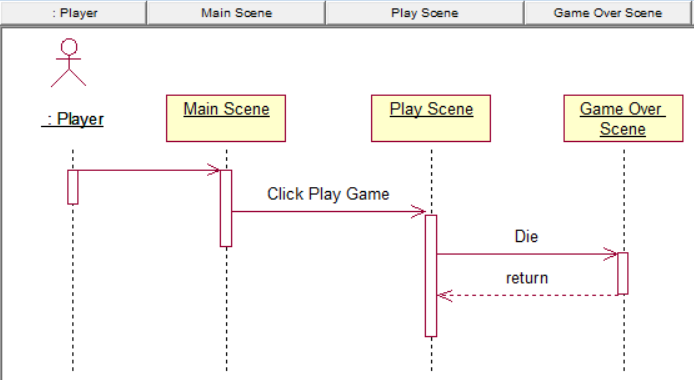 : Player
Main Scene
Play Scene
Game Over Scene
: Player
Main Scene
Play Scene
Game Over
Scene
Click Play Game
Die
return